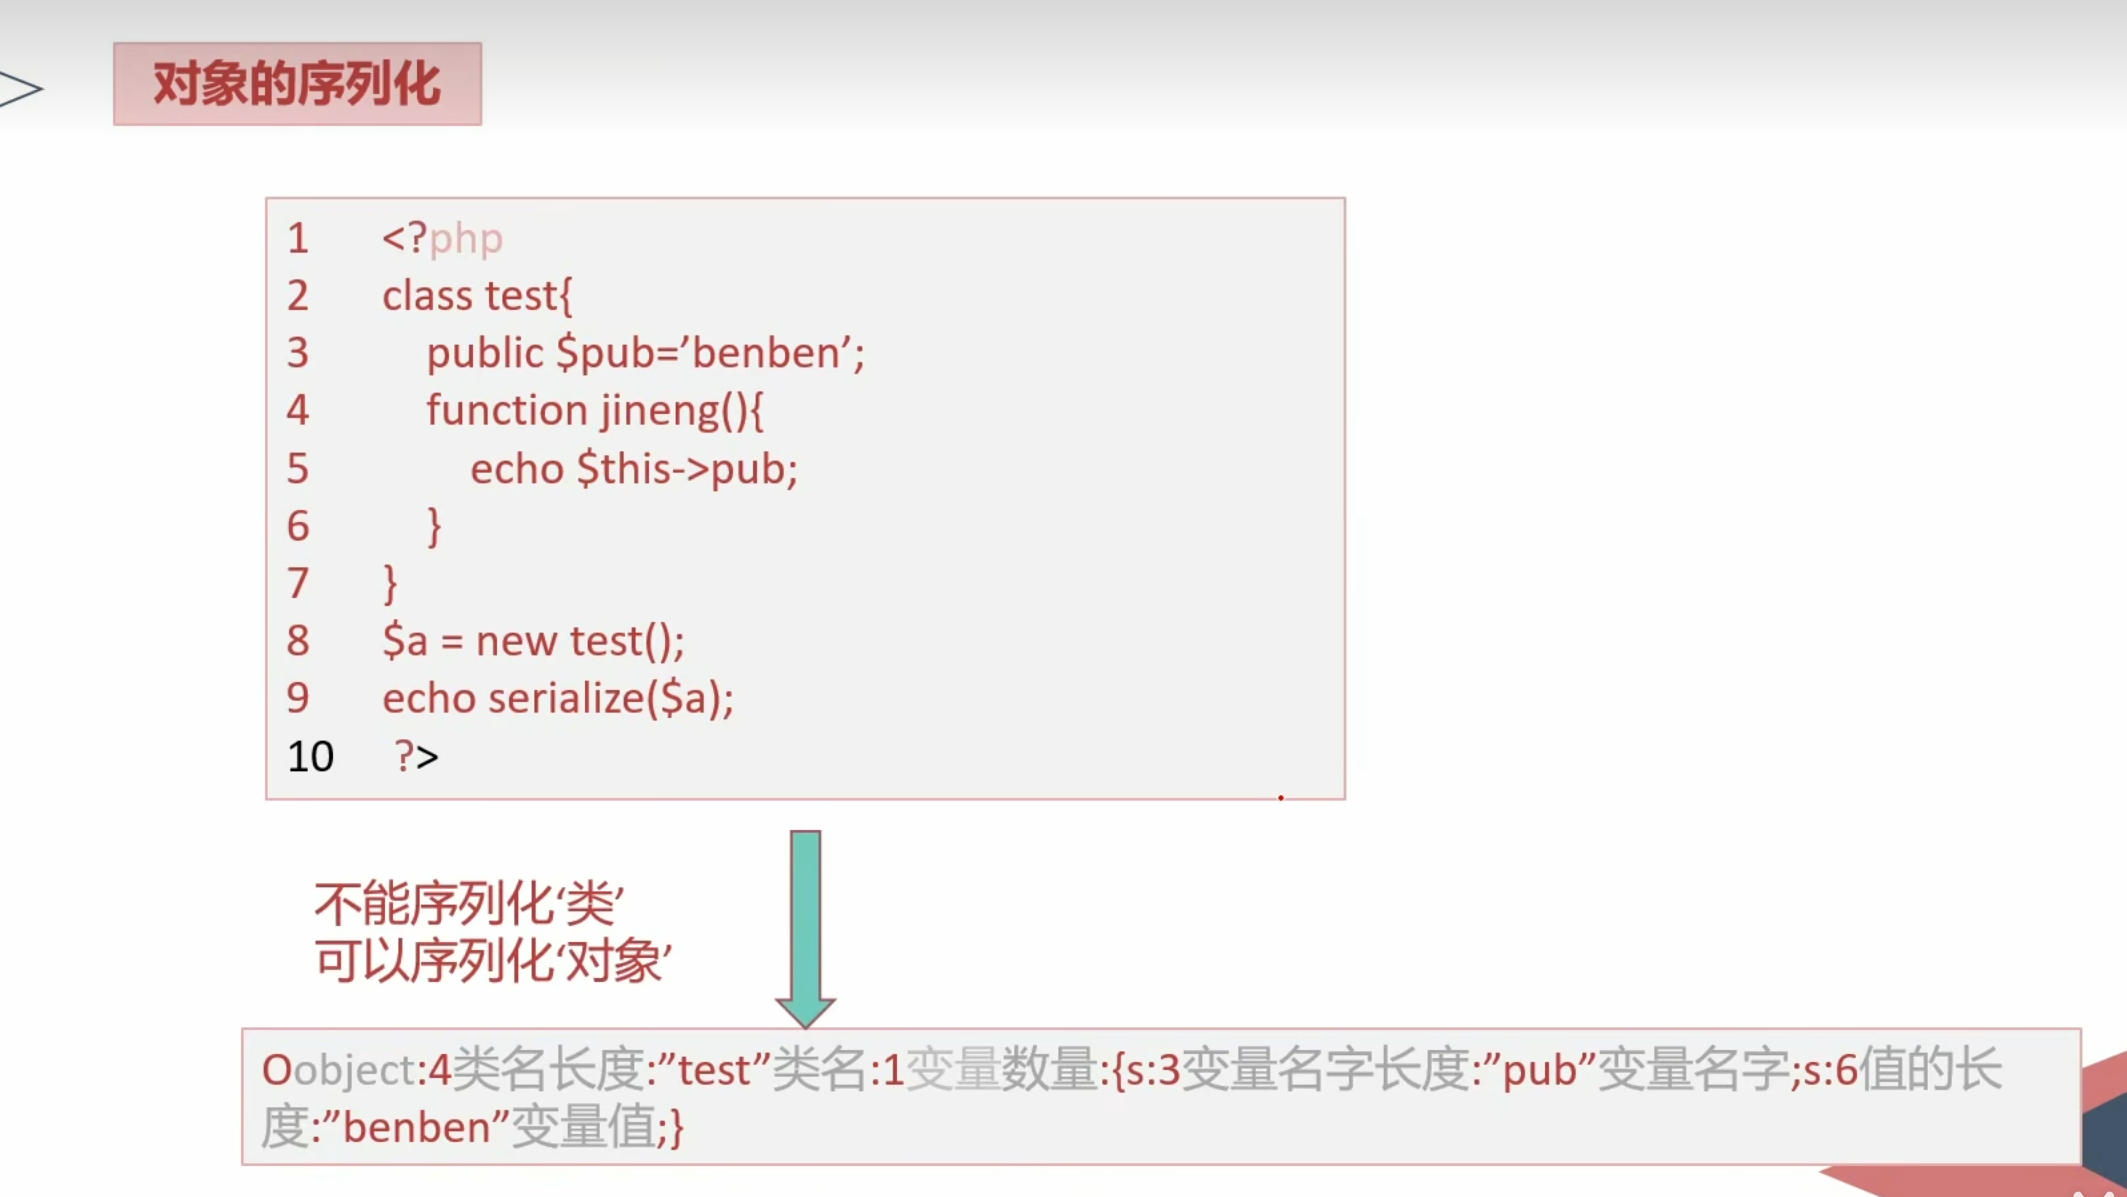 对象的序列化
1 <?php
2 class test{
3 public $pub=’benben’;
4 function jineng(){
5 echo $this->pub;
6 }
7 }
8 $a = new test();
9 echo serialize($a);
10 ?>
不能序列化‘类’
可以序列化‘对象’
Oobject:4类名长度:”test”类名:1变量数量:{s:3变量名字长度:”pub”变量名字;s:6值的长
度:”benben”变量值;}